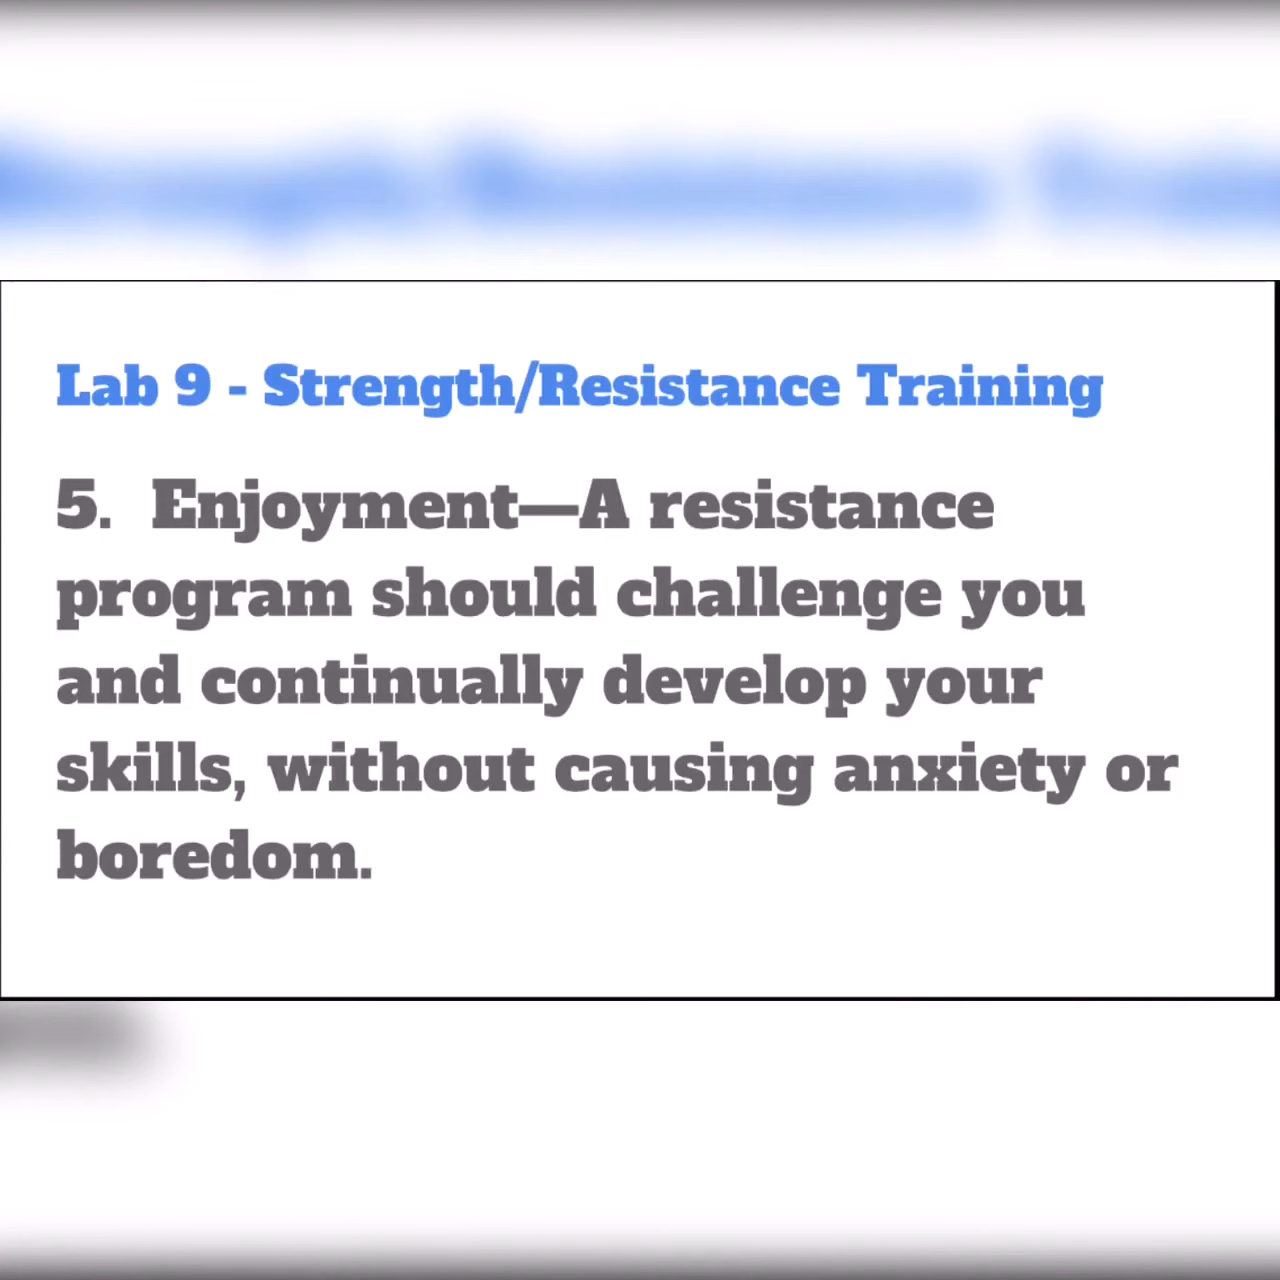 Lab 9 - Strength/Resistance Training
5. Enjoyment—A resistance
program should challenge you
and continually develop your
skills, without causing anxiety or
boredom.